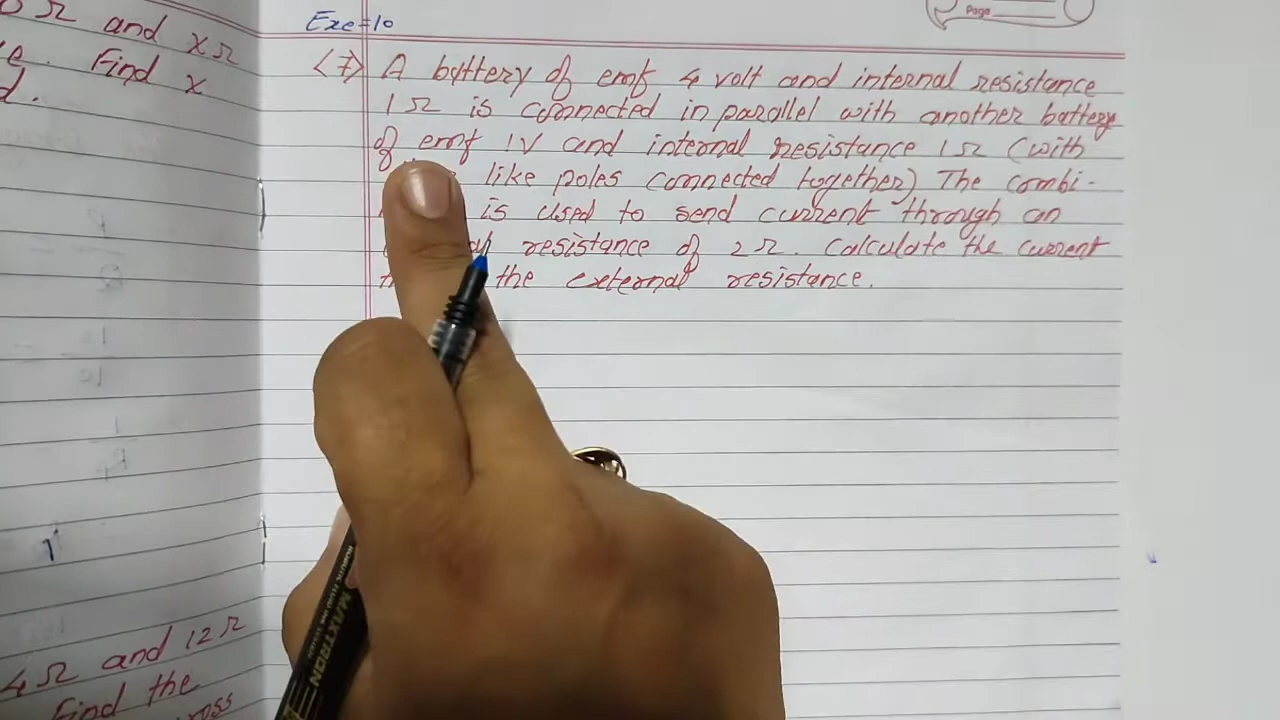 Ω and xΩ
Find x
Page
Exe=10
<7> A battery of emf 4 volt and internal resistance
1Ω is connected in parallel with another battery
of emf 1V and internal resistance 1Ω (with
like poles connected together) The combi-
is used to send current through an
resistance of 2Ω. Calculate the current
the external resistance.
4Ω and 12Ω
Find the